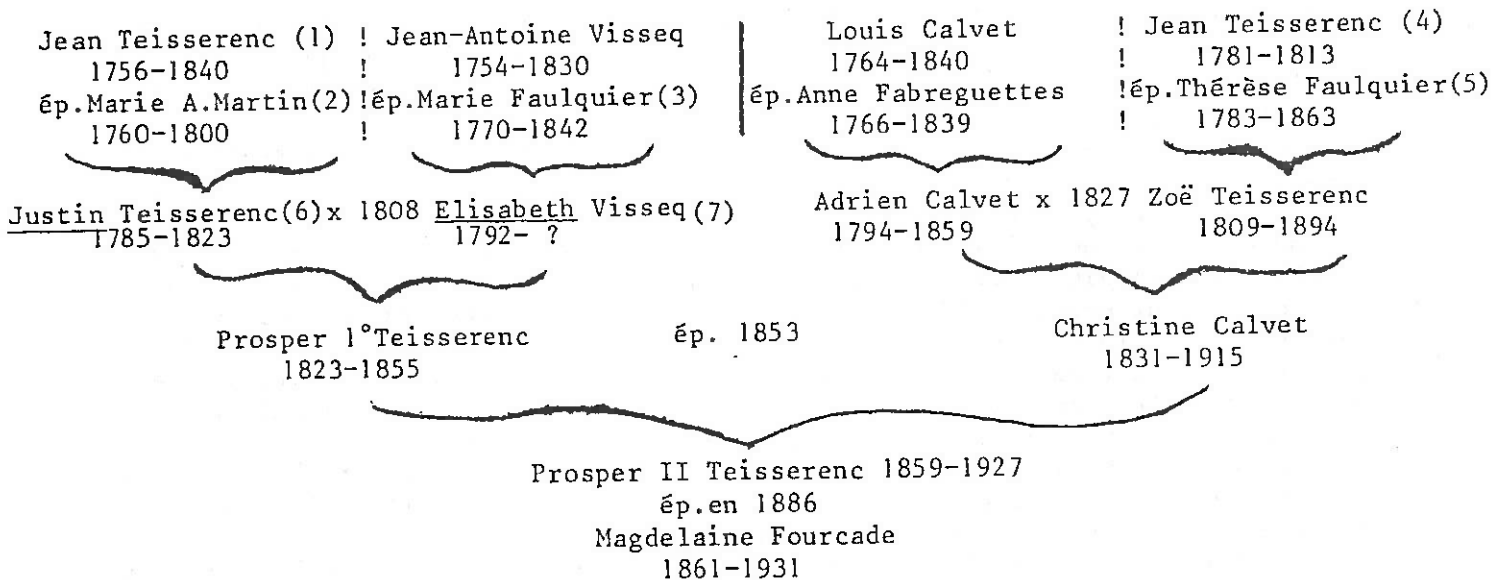 Jean Teisserenc (1) ! Jean-Antoine Visseq | Louis Calvet ! Jean Teisserenc (4)
1756-1840 ! 1754-1830 1764-1840 ! 1781-1813
ép.Marie A.Martin(2) !ép.Marie Faulquier(3) ép.Anne Fabreguettes !ép.Thérèse Faulquier(5)
1760-1800 ! 1770-1842 1766-1839 ! 1783-1863
Justin Teisserenc(6)x 1808 Elisabeth Visseq(7) Adrien Calvet x 1827 Zoë Teisserenc
1785-1823 1792- ? 1794-1859 1809-1894
Prosper 1°Teisserenc ép. 1853 Christine Calvet
1823-1855 1831-1915
Prosper II Teisserenc 1859-1927
ép.en 1886
Magdelaine Fourcade
1861-1931